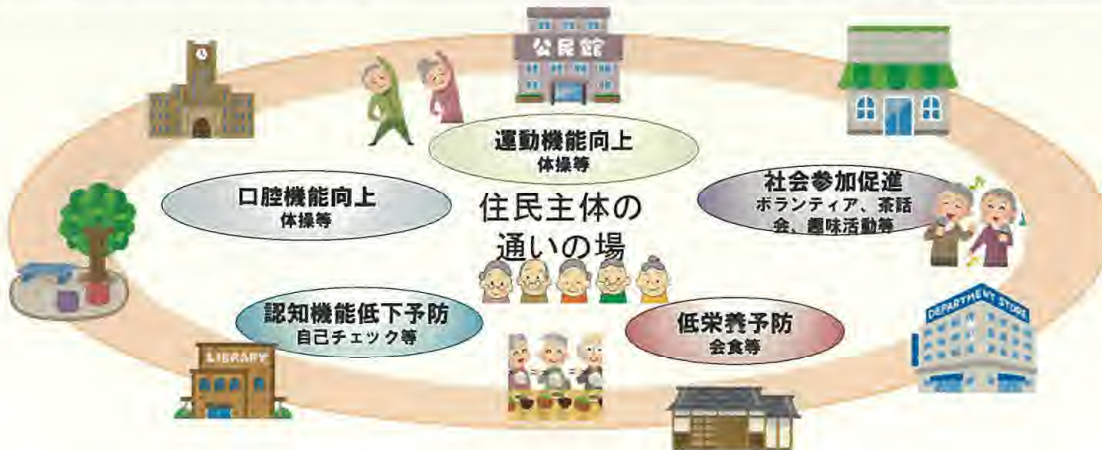 公民館
運動機能向上
体操等
口腔機能向上
体操等
住民主体の
通いの場
社会参加促進
ボランティア、茶話
会、趣味活動等
認知機能低下予防
自己チェック等
低栄養予防
会食等
DEPARTMENT STORE
LIBRARY